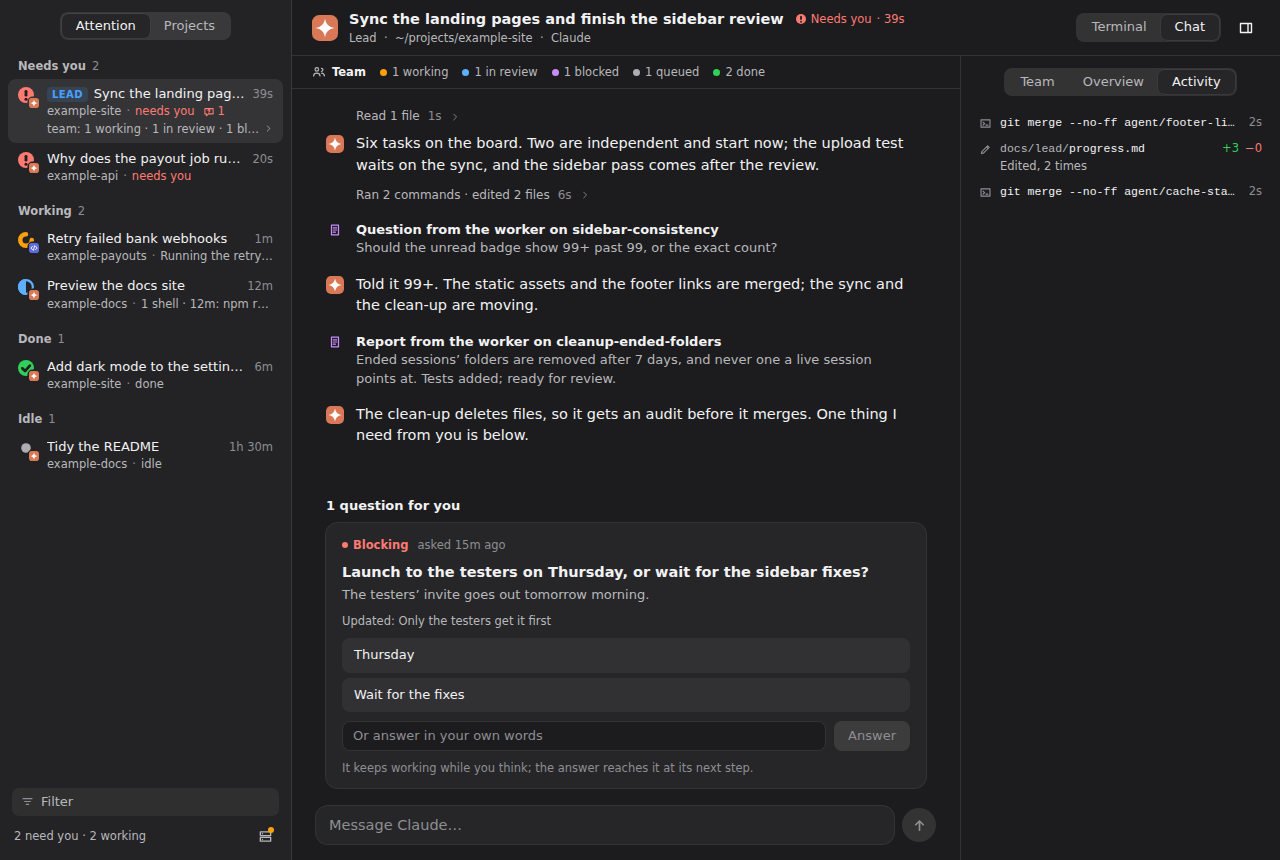 Attention Projects
Needs you 2
LEAD Sync the landing pag… 39s
example-site · needs you 1
team: 1 working · 1 in review · 1 bl…
Why does the payout job ru… 20s
example-api · needs you
Working 2
Retry failed bank webhooks 1m
example-payouts · Running the retry…
Preview the docs site 12m
example-docs · 1 shell · 12m: npm r…
Done 1
Add dark mode to the settin… 6m
example-site · done
Idle 1
Tidy the README 1h 30m
example-docs · idle
Filter
2 need you · 2 working
Sync the landing pages and finish the sidebar review Needs you · 39s
Lead · ~/projects/example-site · Claude
Terminal Chat
Team 1 working 1 in review 1 blocked 1 queued 2 done
Read 1 file 1s
Six tasks on the board. Two are independent and start now; the upload test
waits on the sync, and the sidebar pass comes after the review.
Ran 2 commands · edited 2 files 6s
Question from the worker on sidebar-consistency
Should the unread badge show 99+ past 99, or the exact count?
Told it 99+. The static assets and the footer links are merged; the sync and
the clean-up are moving.
Report from the worker on cleanup-ended-folders
Ended sessions’ folders are removed after 7 days, and never one a live session
points at. Tests added; ready for review.
The clean-up deletes files, so it gets an audit before it merges. One thing I
need from you is below.
1 question for you
Blocking asked 15m ago
Launch to the testers on Thursday, or wait for the sidebar fixes?
The testers’ invite goes out tomorrow morning.
Updated: Only the testers get it first
Thursday
Wait for the fixes
Or answer in your own words Answer
It keeps working while you think; the answer reaches it at its next step.
Message Claude…
Team Overview Activity
git merge --no-ff agent/footer-li… 2s
docs/lead/progress.md +3 −0
Edited, 2 times
git merge --no-ff agent/cache-sta… 2s